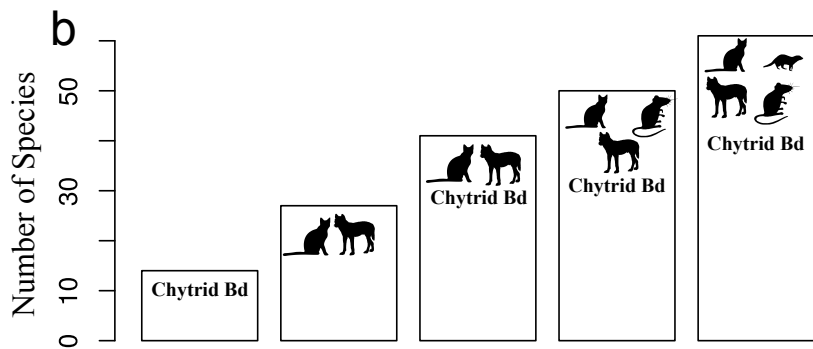 b
Number of Species
50
30
10
0
Chytrid Bd
Chytrid Bd
Chytrid Bd
Chytrid Bd